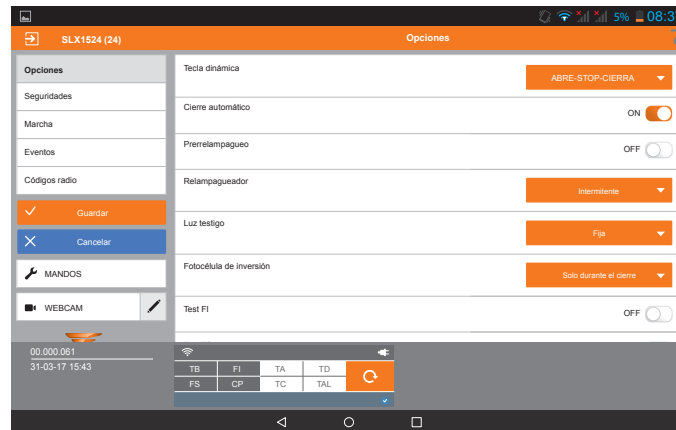 5% 08:3
SLX1524 (24)
Opciones
Opciones
Seguridades
Marcha
Eventos
Códigos radio
Guardar
Cancelar
MANDOS
WEBCAM
Tecla dinámica
ABRE-STOP-CIERRA
Cierre automático
ON
Prerrelampagueo
OFF
Relampagueador
Intermitente
Luz testigo
Fija
Fotocélula de inversión
Solo durante el cierre
Test FI
OFF
00.000.061
31-03-17 15:43
TB FI TA TD
FS CP TC TAL